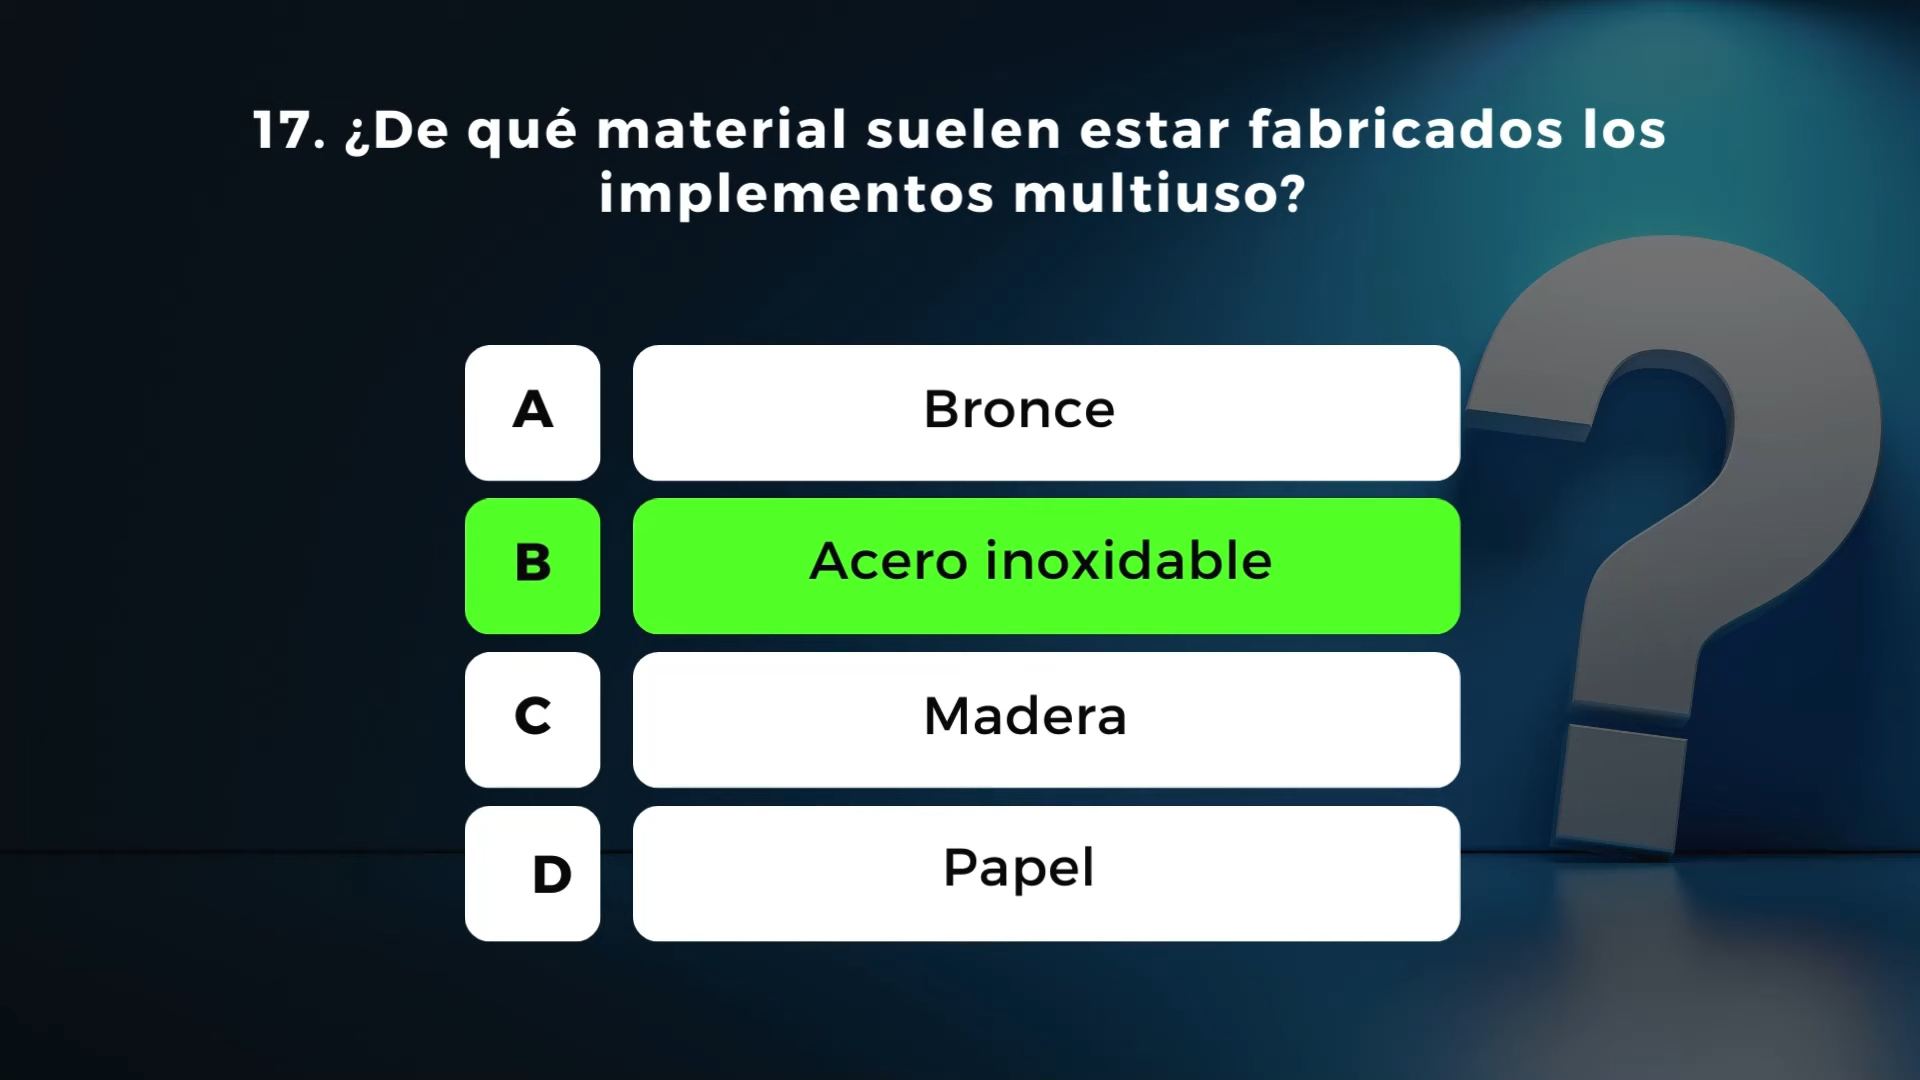 17. ¿De qué material suelen estar fabricados los
implementos multiuso?
A
Bronce
B
Acero inoxidable
C
Madera
D
Papel